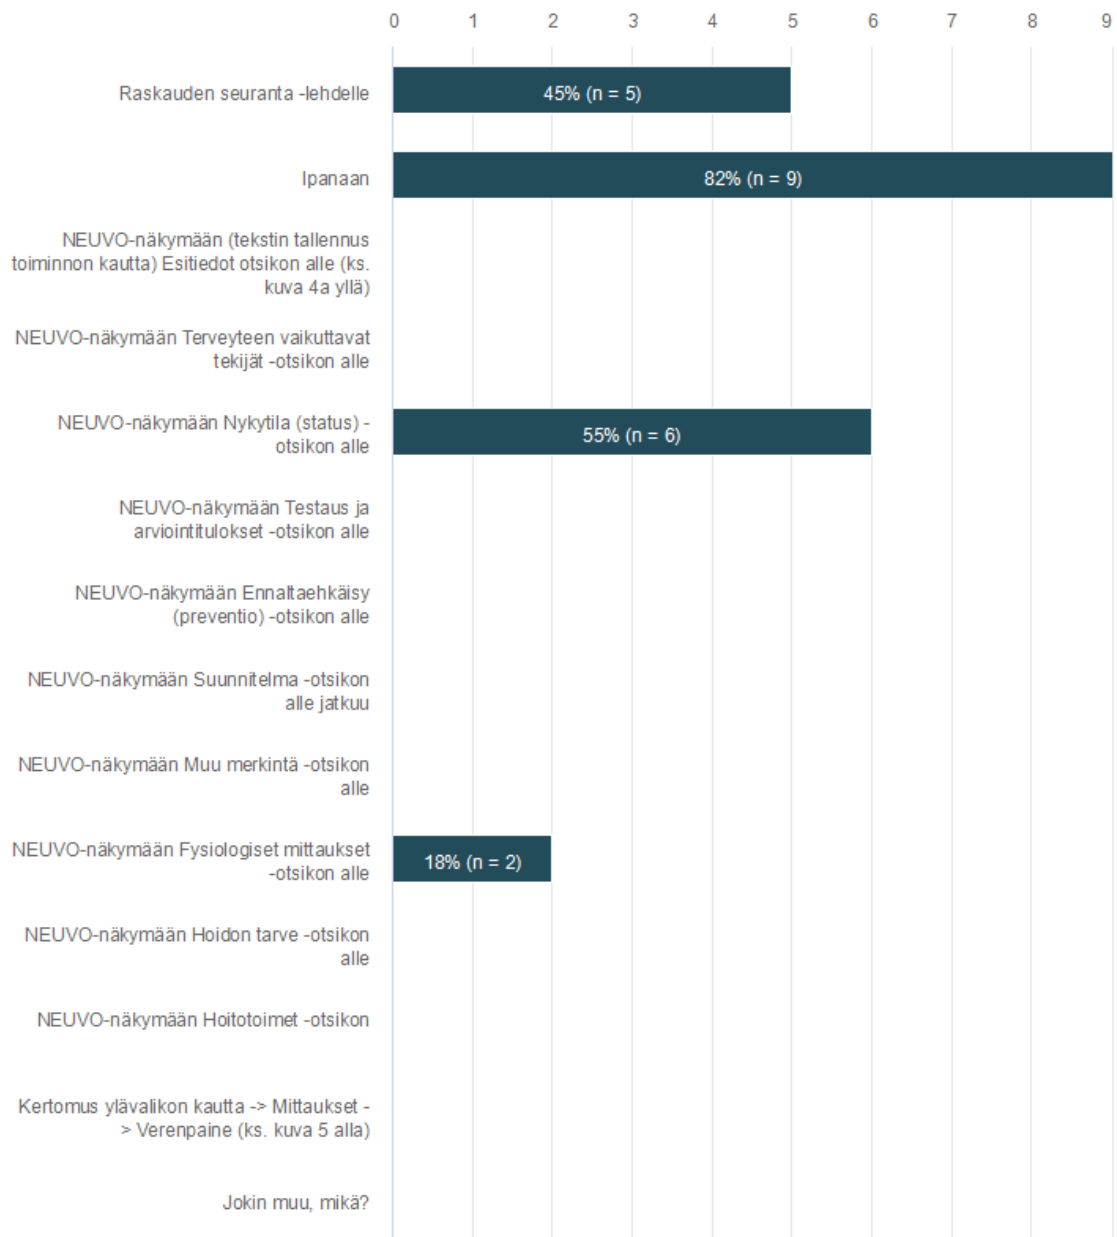 0 1 2 3 4 5 6 7 8 9
Raskauden seuranta -lehdelle
45% (n = 5)
Ipanaan
82% (n = 9)
NEUVO-näkymään (tekstin tallennus
toiminnon kautta) Esitiedot otsikon alle (ks.
kuva 4a yllä)
NEUVO-näkymään Terveyteen vaikuttavat
tekijät -otsikon alle
NEUVO-näkymään Nykytila (status) -
otsikon alle
55% (n = 6)
NEUVO-näkymään Testaus ja
arviointitulokset -otsikon alle
NEUVO-näkymään Ennaltaehkäisy
(preventio) -otsikon alle
NEUVO-näkymään Suunnitelma -otsikon
alle jatkuu
NEUVO-näkymään Muu merkintä -otsikon
alle
NEUVO-näkymään Fysiologiset mittaukset
-otsikon alle
18% (n = 2)
NEUVO-näkymään Hoidon tarve -otsikon
alle
NEUVO-näkymään Hoitotoimet -otsikon
Kertomus ylävalikon kautta -> Mittaukset -
> Verenpaine (ks. kuva 5 alla)
Jokin muu, mikä?